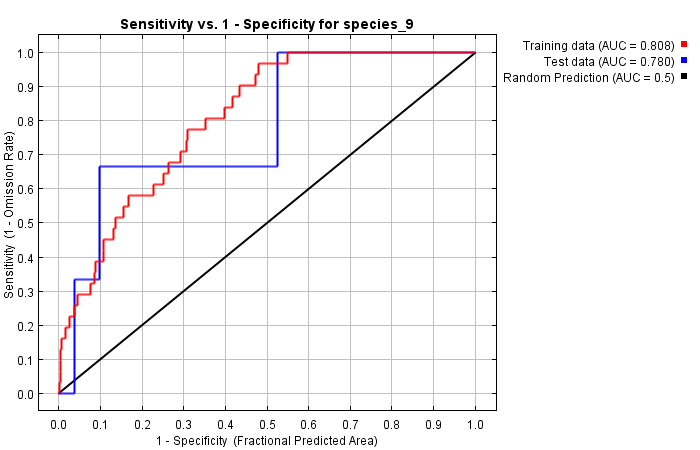 Sensitivity vs. 1 - Specificity for species_9
Training data (AUC = 0.808)
Test data (AUC = 0.780)
Random Prediction (AUC = 0.5)
Sensitivity (1 - Omission Rate)
1.0
0.9
0.8
0.7
0.6
0.5
0.4
0.3
0.2
0.1
0.0
0.0 0.1 0.2 0.3 0.4 0.5 0.6 0.7 0.8 0.9 1.0
1 - Specificity (Fractional Predicted Area)